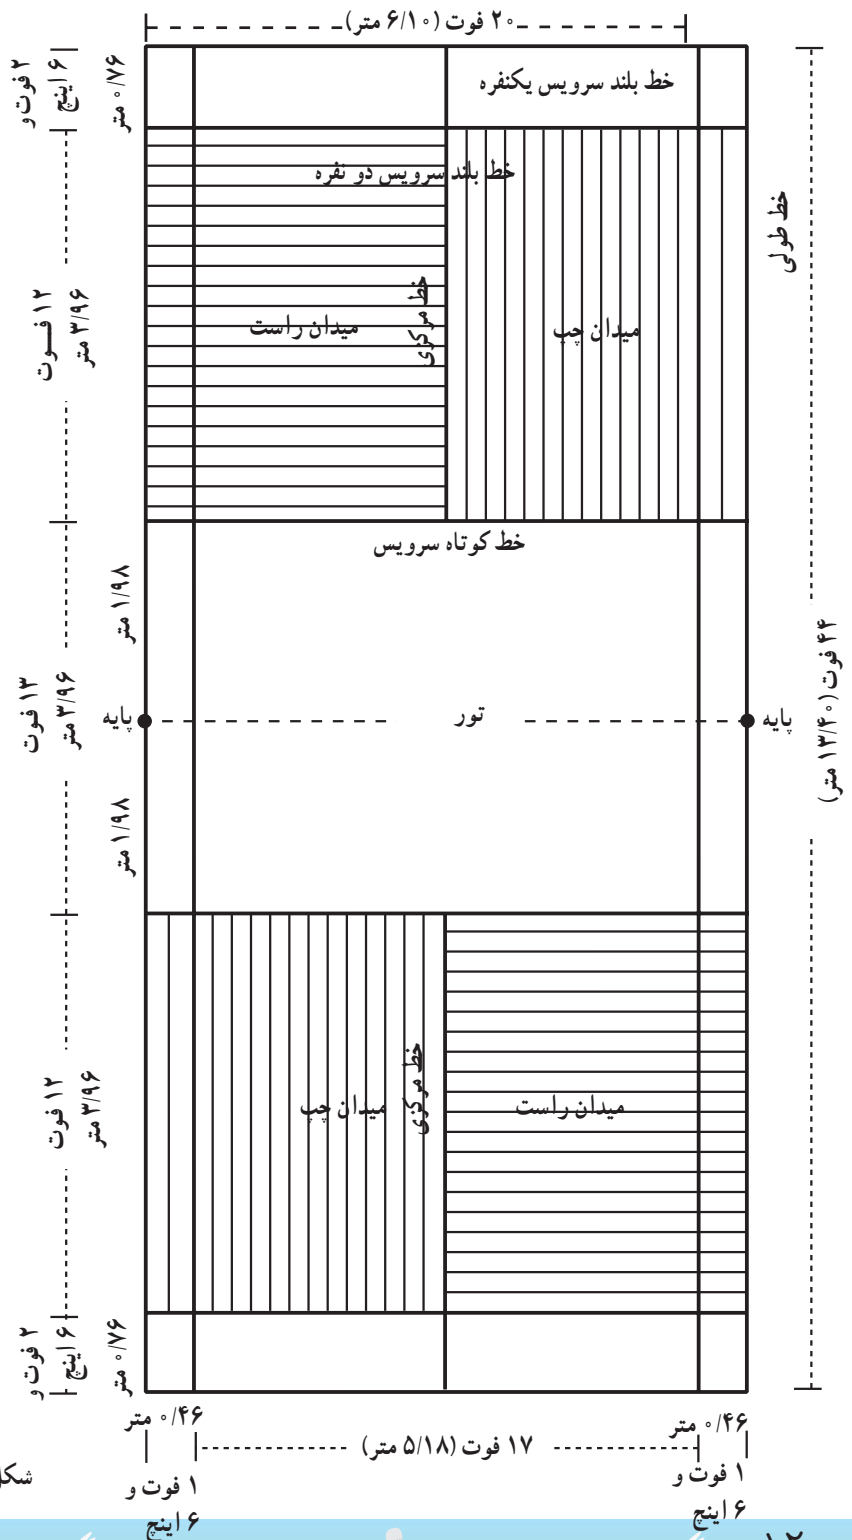 ۲۰ فوت (۶/۱۰ متر)
۲ فوت و
۶ اینچ
۰/۷۶ متر
خط بلند سرویس یکنفره
خط بلند سرویس دو نفره
خط طولی
۱۲ فوت
۳/۹۶ متر
میدان راست
خط مرکزی
میدان چپ
خط کوتاه سرویس
۱/۹۸ متر
۱۳ فوت
۳/۹۶ متر
پایه
تور
پایه
۴۴ فوت (۱۳/۴۰ متر)
۱/۹۸ متر
۱۲ فوت
۳/۹۶ متر
میدان چپ
خط مرکزی
میدان راست
۲ فوت و
۶ اینچ
۰/۷۶ متر
۰/۴۶ متر
۱۷ فوت (۵/۱۸ متر)
۰/۴۶ متر
۱ فوت و
۶ اینچ
۱ فوت و
۶ اینچ